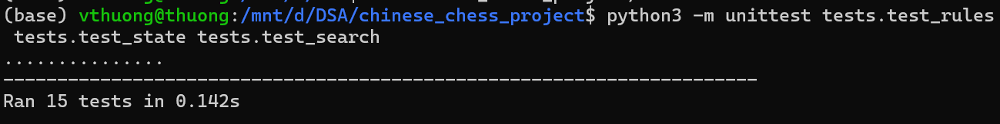 (base) vthuong@thuong:/mnt/d/DSA/chinese_chess_project$ python3 -m unittest tests.test_rules
 tests.test_state tests.test_search
...............
----------------------------------------------------------------------
Ran 15 tests in 0.142s